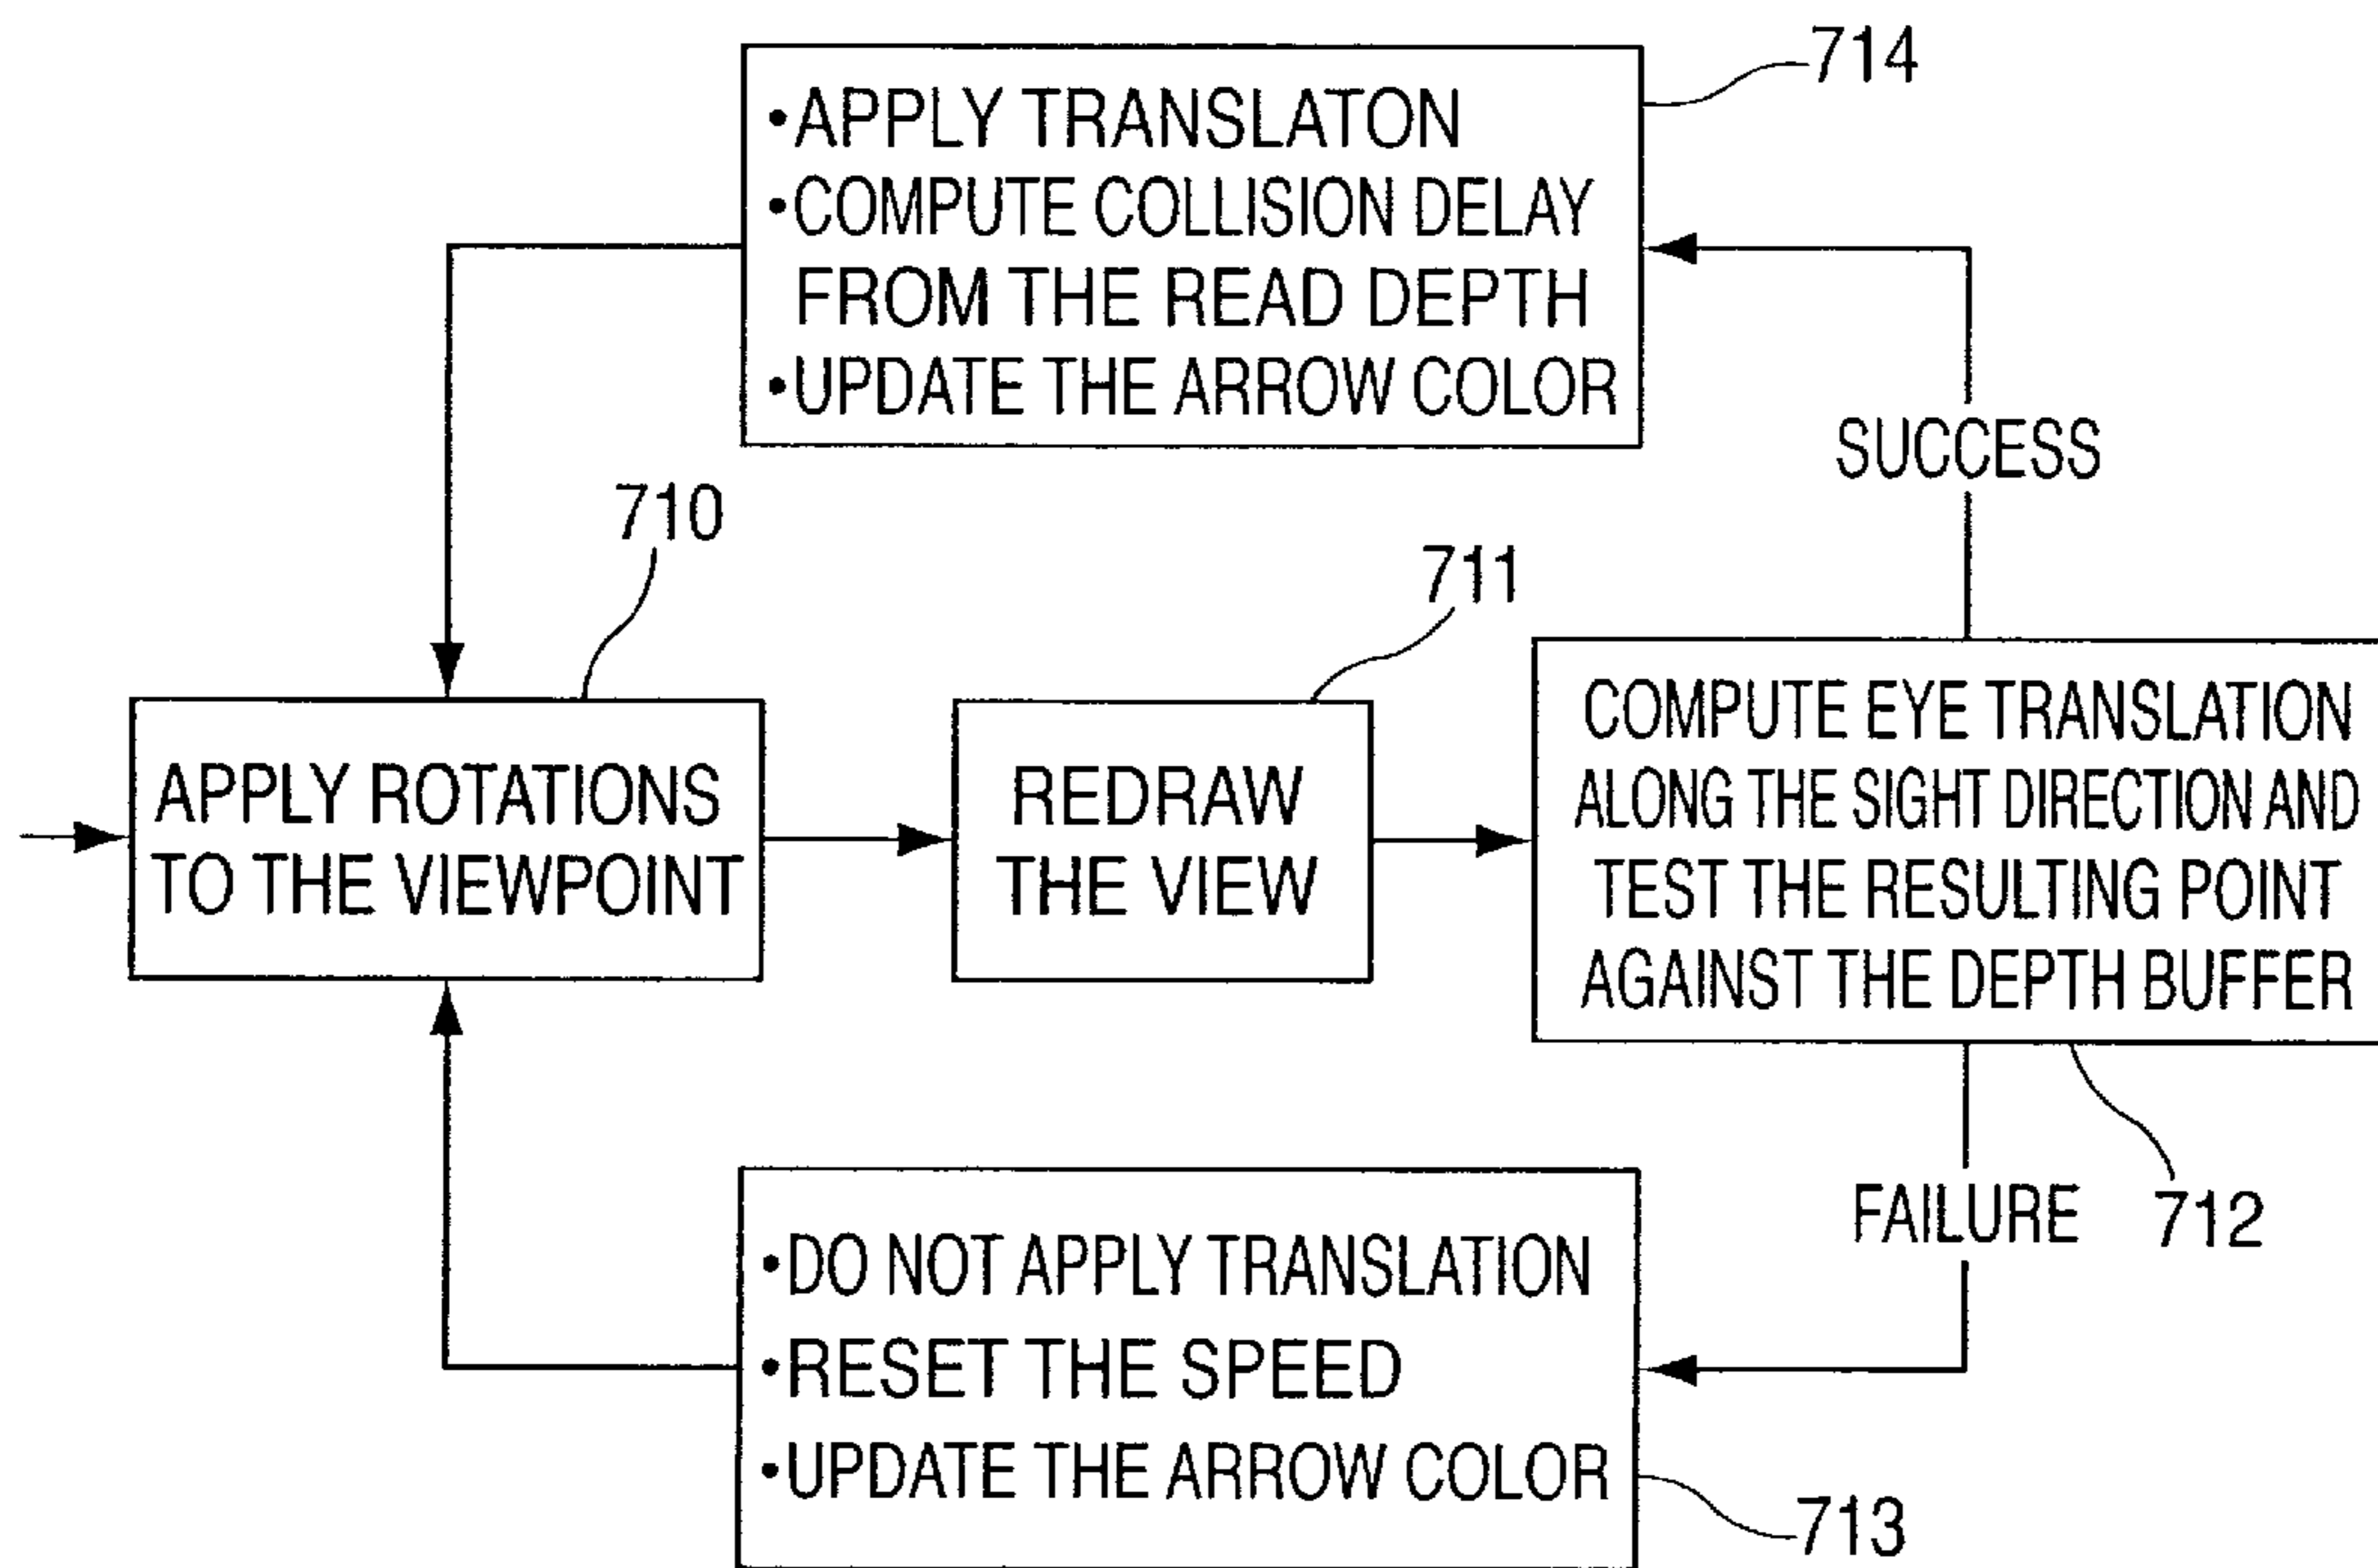 714
•APPLY TRANSLATON
•COMPUTE COLLISION DELAY
FROM THE READ DEPTH
•UPDATE THE ARROW COLOR
SUCCESS
710
711
APPLY ROTATIONS
TO THE VIEWPOINT
REDRAW
THE VIEW
COMPUTE EYE TRANSLATION
ALONG THE SIGHT DIRECTION AND
TEST THE RESULTING POINT
AGAINST THE DEPTH BUFFER
FAILURE
712
•DO NOT APPLY TRANSLATION
•RESET THE SPEED
•UPDATE THE ARROW COLOR
713